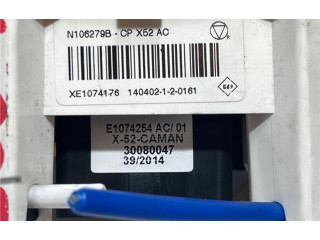 N106279B - CP X52 AC
XE1074176 140402-1-2-0161
E1074254 AC/ 01
X-52-CAMAN
30080047
39/2014